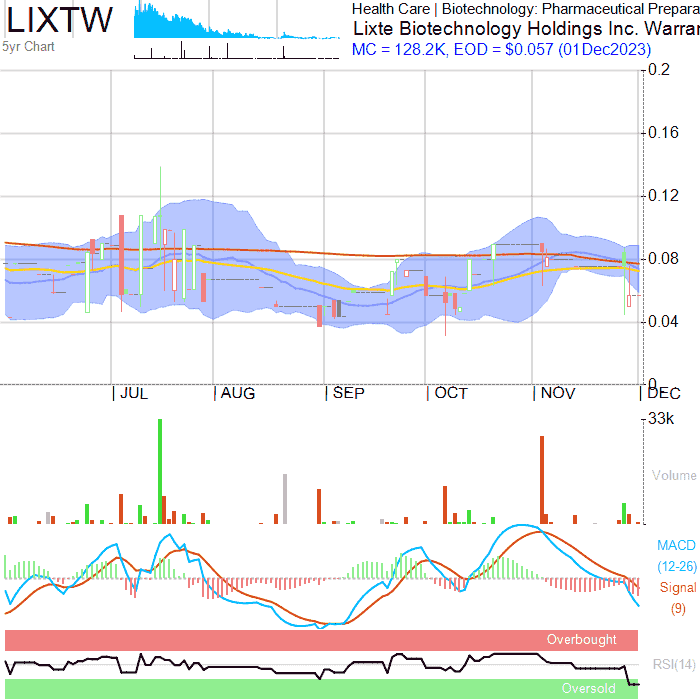 LIXTW
Health Care | Biotechnology: Pharmaceutical Prepara
Lixte Biotechnology Holdings Inc. Warran
5yr Chart
MC = 128.2K, EOD = $0.057 (01Dec2023)
0.2
0.16
0.12
0.08
0.04
0
JUL AUG SEP OCT NOV DEC
33k
Volume
MACD
(12-26)
Signal
(9)
Overbought
RSI(14)
Oversold